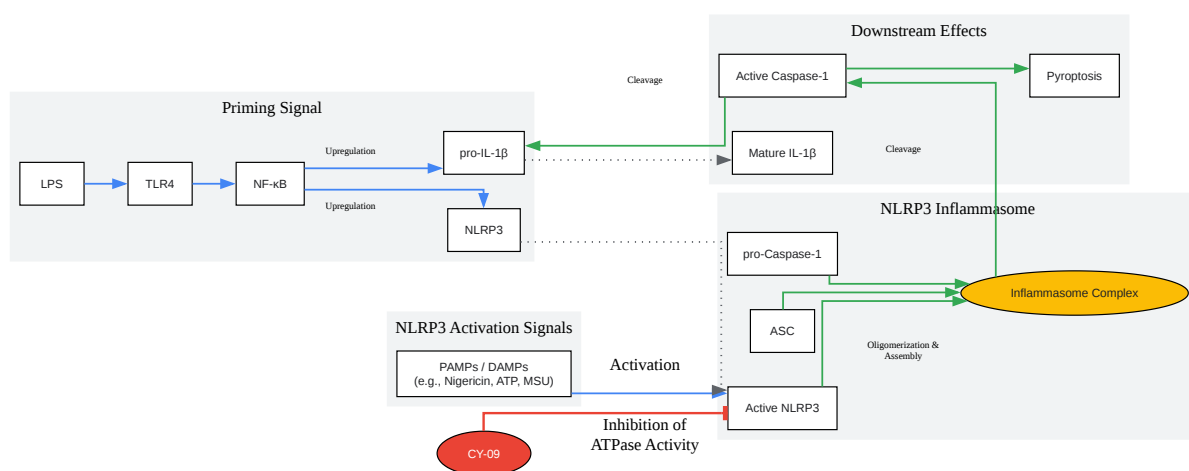 Downstream Effects
Cleavage
Active Caspase-1
Pyroptosis
Priming Signal
LPS
TLR4
NF-κB
Upregulation
Upregulation
pro-IL-1β
NLRP3
Mature IL-1β
Cleavage
NLRP3 Inflammasome
pro-Caspase-1
Inflammasome Complex
ASC
Oligomerization &
Assembly
NLRP3 Activation Signals
PAMPs / DAMPs
(e.g., Nigericin, ATP, MSU)
Activation
Active NLRP3
Inhibition of
ATPase Activity
CY-09